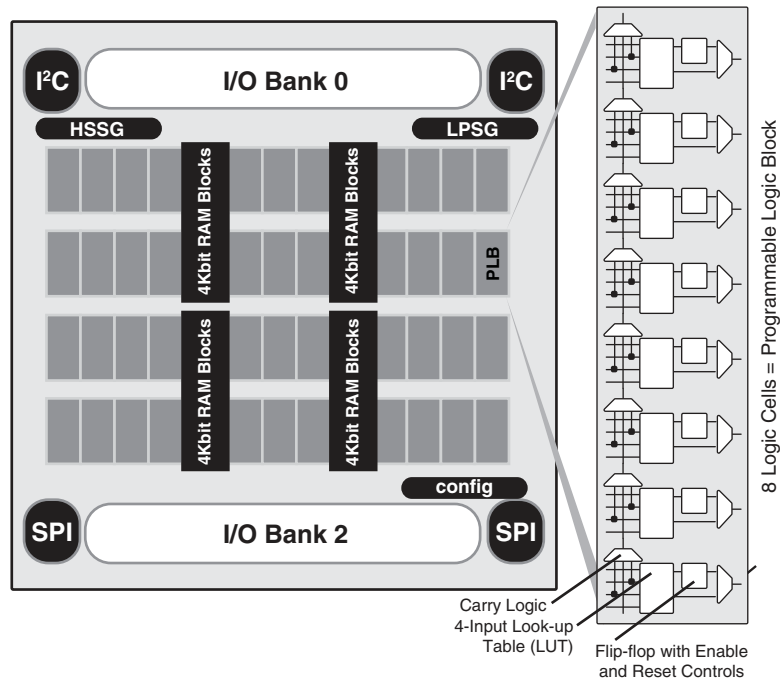 I²C
I/O Bank 0
I²C
HSSG
LPSG
4Kbit RAM Blocks
4Kbit RAM Blocks
PLB
4Kbit RAM Blocks
4Kbit RAM Blocks
config
SPI
I/O Bank 2
SPI
8 Logic Cells = Programmable Logic Block
Carry Logic
4-Input Look-up
Table (LUT)
Flip-flop with Enable
and Reset Controls